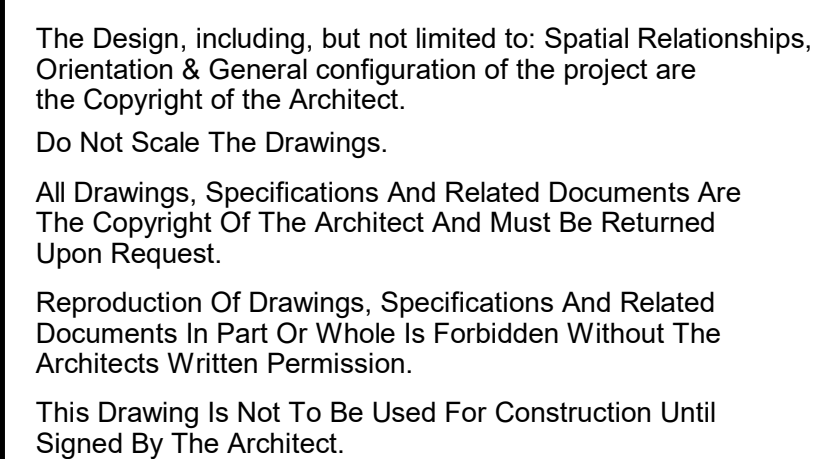 The Design, including, but not limited to: Spatial Relationships,
Orientation & General configuration of the project are
the Copyright of the Architect.
Do Not Scale The Drawings.
All Drawings, Specifications And Related Documents Are
The Copyright Of The Architect And Must Be Returned
Upon Request.
Reproduction Of Drawings, Specifications And Related
Documents In Part Or Whole Is Forbidden Without The
Architects Written Permission.
This Drawing Is Not To Be Used For Construction Until
Signed By The Architect.